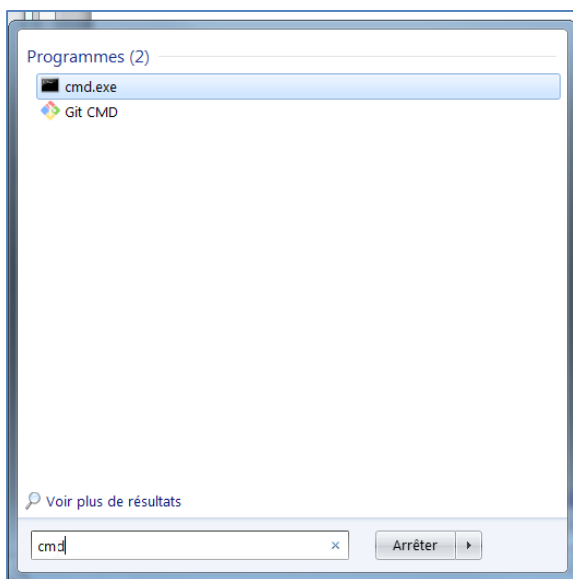 Programmes (2)
cmd.exe
Git CMD
Voir plus de résultats
cmd
Arrêter